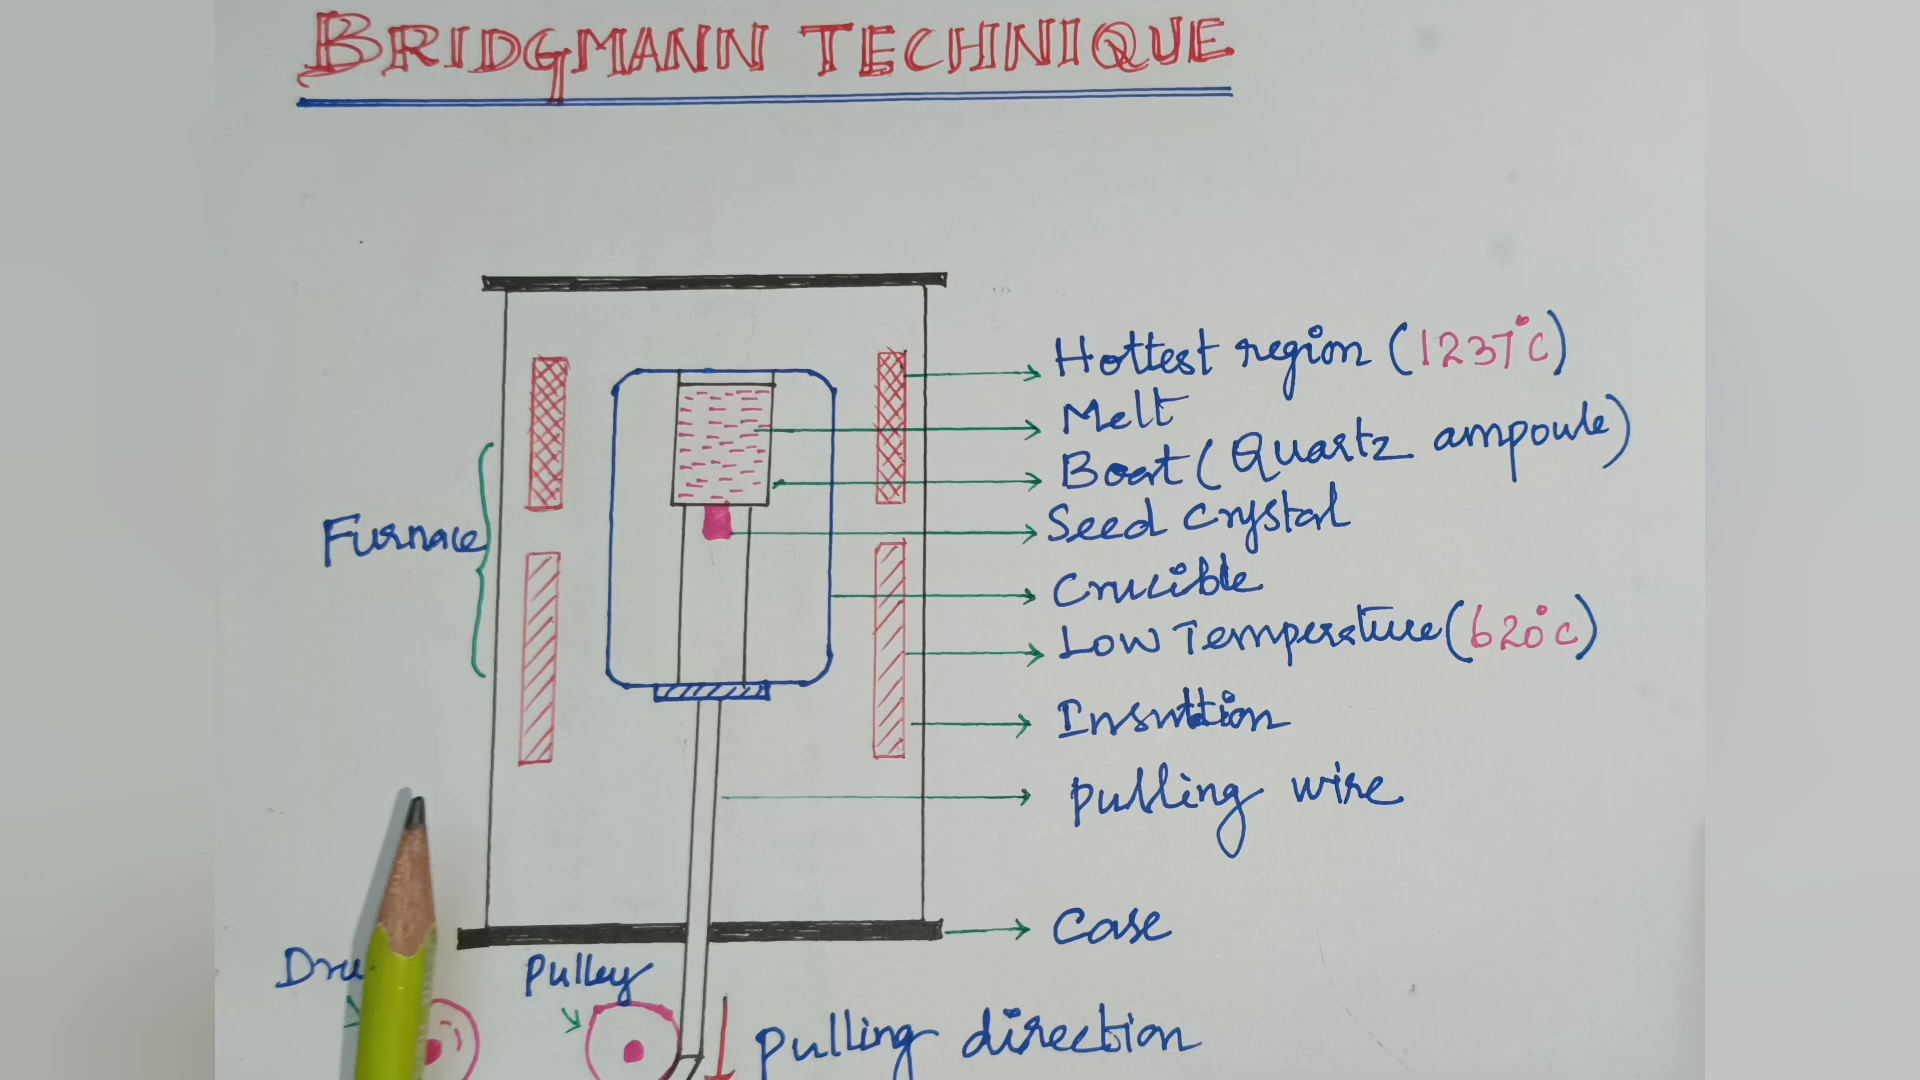 BRIDGMANN TECHNIQUE
Hottest region (1237°C)
Melt
Boat (Quartz ampoule)
Furnace
Seed Crystal
Crucible
Low Temperature (620°C)
pulling wire
Case
Pulley
pulling direction